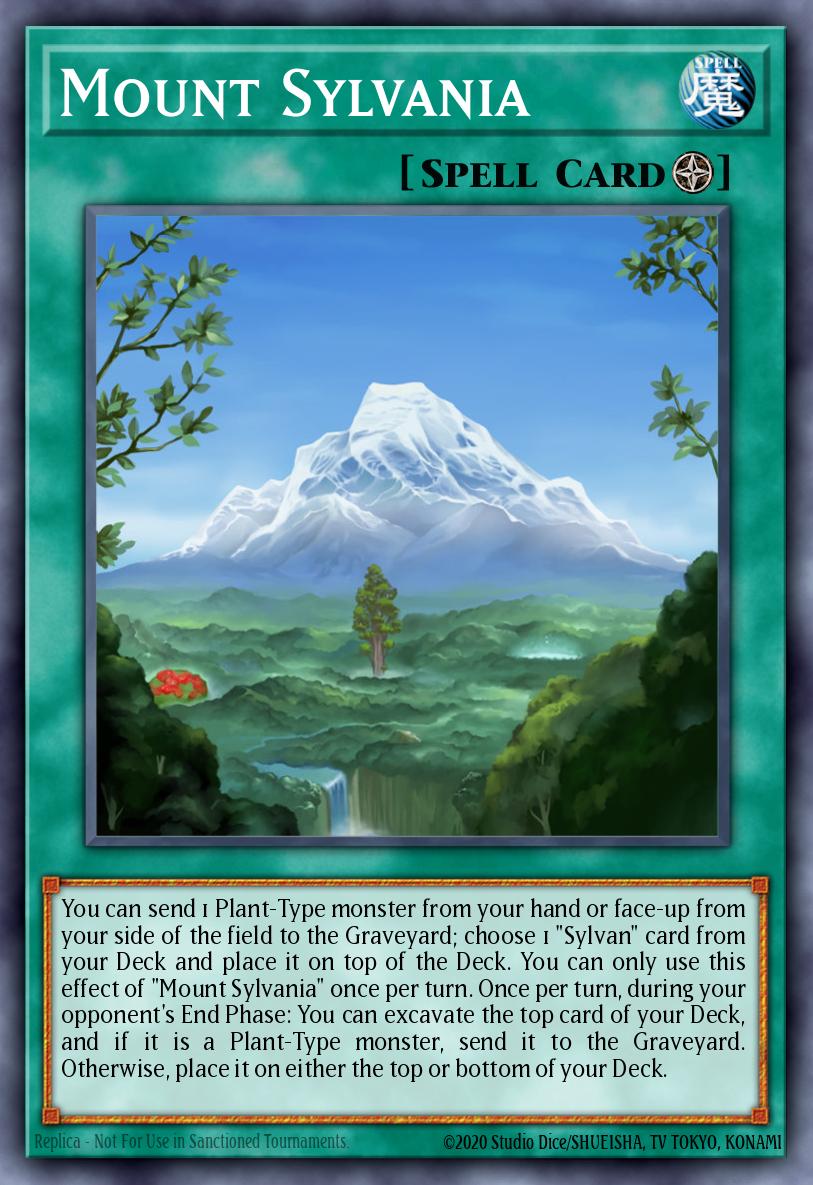 Mount Sylvania
SPELL
魔
[Spell Card]
You can send 1 Plant-Type monster from your hand or face-up from
your side of the field to the Graveyard; choose 1 "Sylvan" card from
your Deck and place it on top of the Deck. You can only use this
effect of "Mount Sylvania" once per turn. Once per turn, during your
opponent's End Phase: You can excavate the top card of your Deck,
and if it is a Plant-Type monster, send it to the Graveyard.
Otherwise, place it on either the top or bottom of your Deck.
Replica - Not For Use in Sanctioned Tournaments.
©2020 Studio Dice/SHUEISHA, TV TOKYO, KONAMI